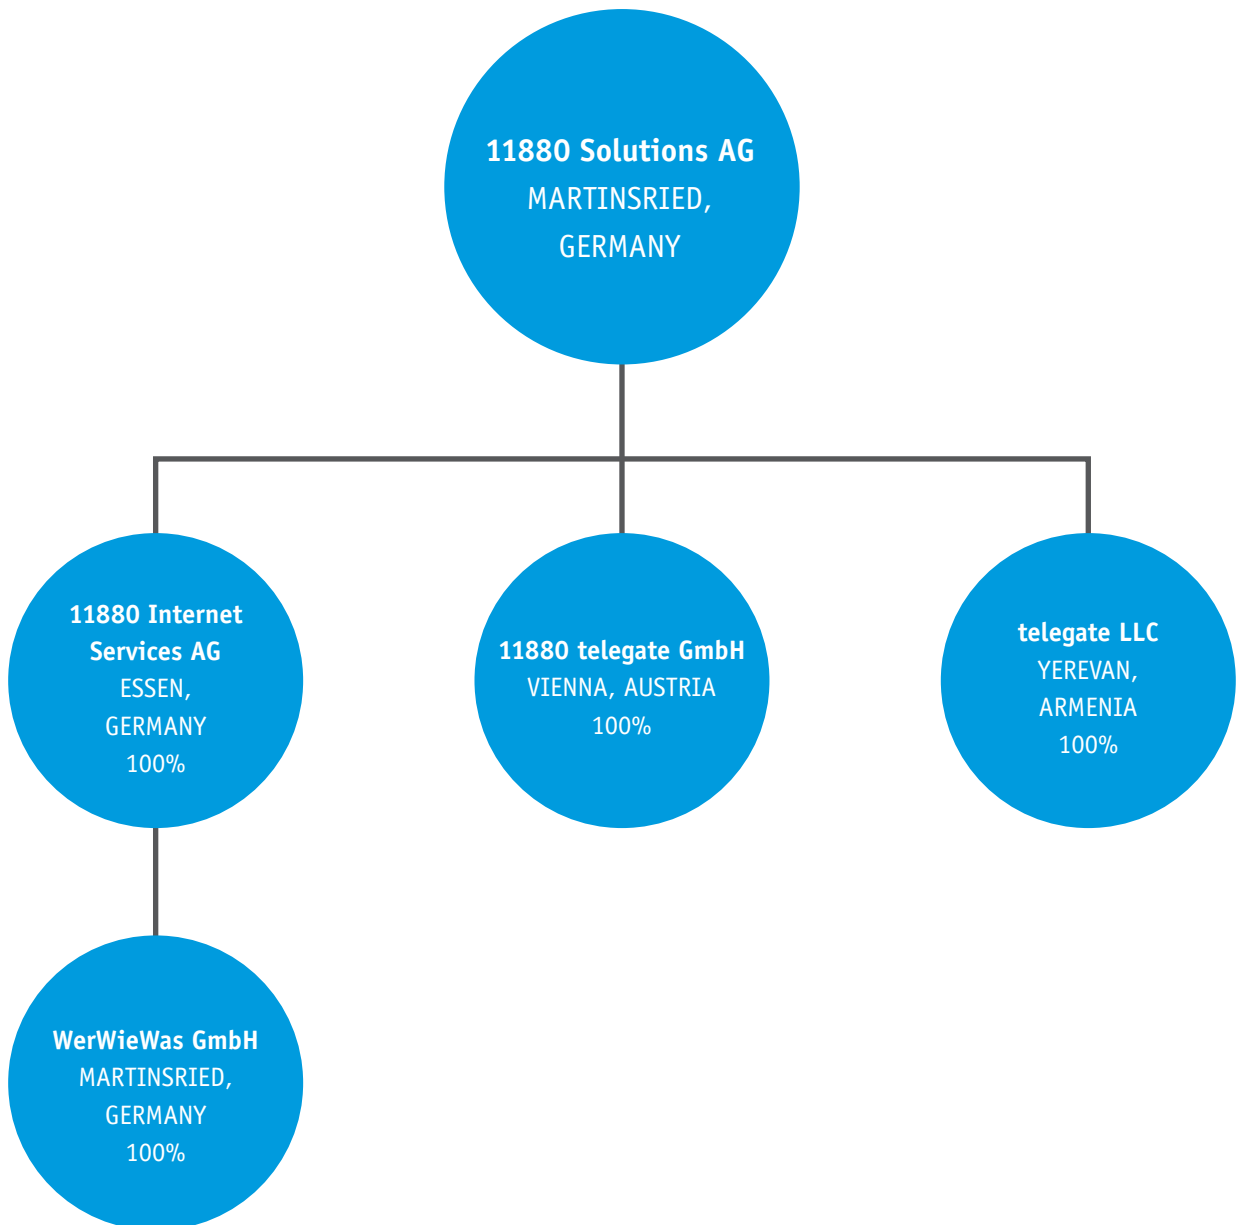 11880 Solutions AG
MARTINSRIED,
GERMANY
11880 Internet
Services AG
ESSEN,
GERMANY
100%
11880 telegate GmbH
VIENNA, AUSTRIA
100%
telegate LLC
YEREVAN,
ARMENIA
100%
WerWieWas GmbH
MARTINSRIED,
GERMANY
100%